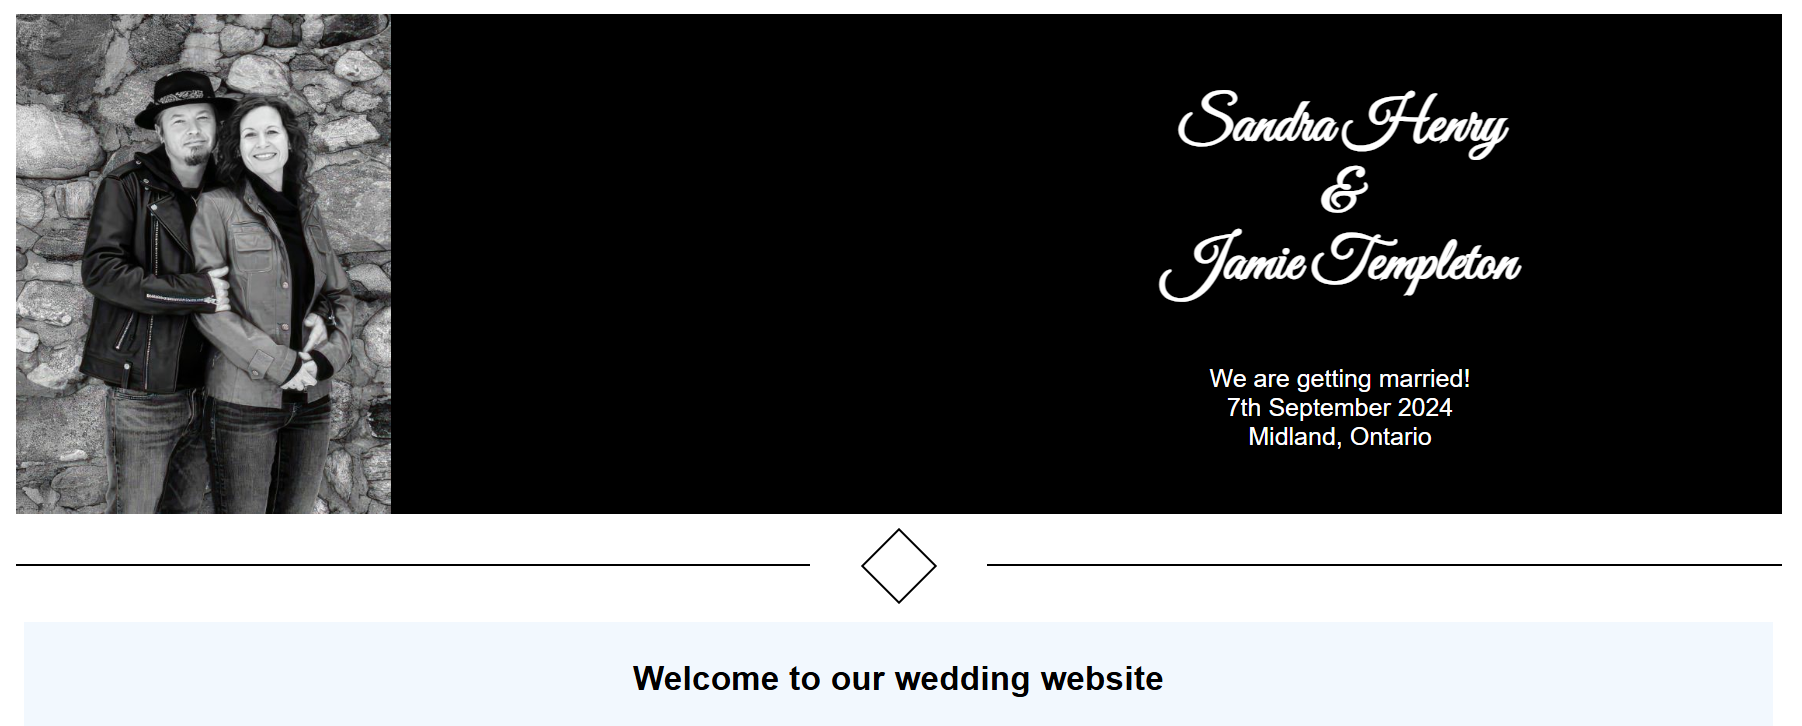 Sandra Henry
&
Jamie Templeton
We are getting married!
7th September 2024
Midland, Ontario
Welcome to our wedding website